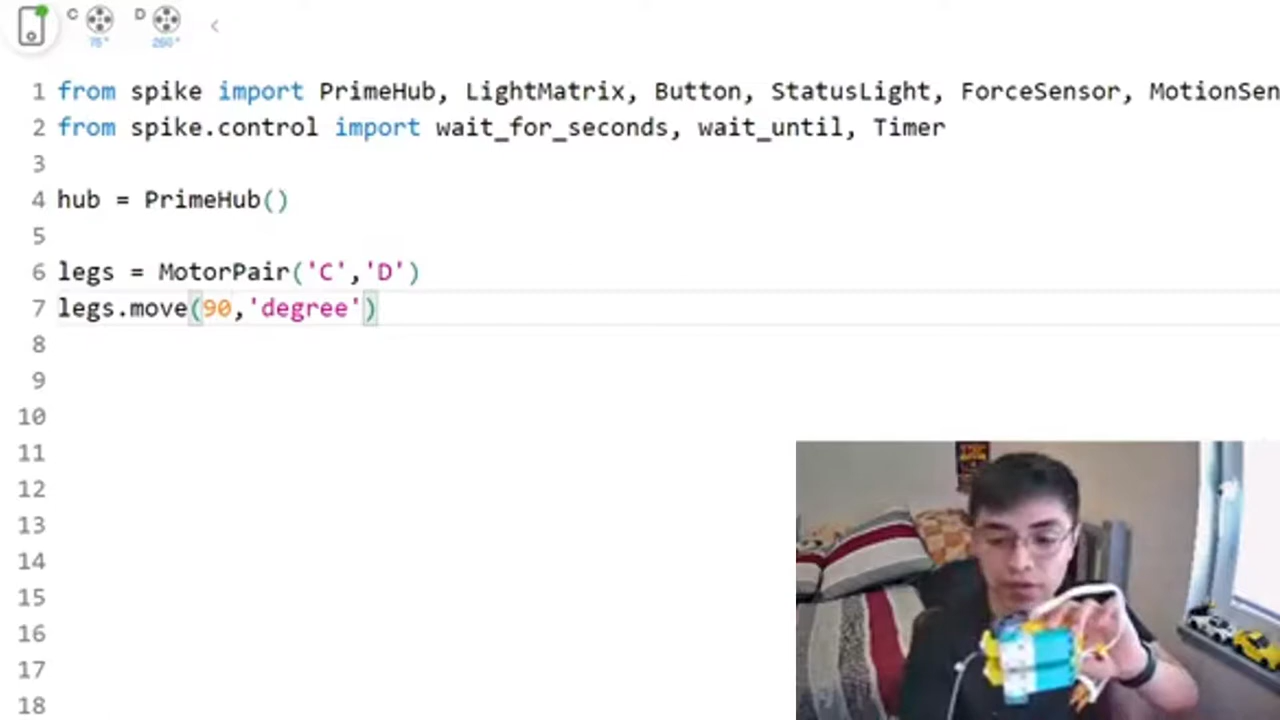 C D
75° 260°
1 from spike import PrimeHub, LightMatrix, Button, StatusLight, ForceSensor, MotionSen
2 from spike.control import wait_for_seconds, wait_until, Timer
3
4 hub = PrimeHub()
5
6 legs = MotorPair('C','D')
7 legs.move(90,'degree')
8
9
10
11
12
13
14
15
16
17
18